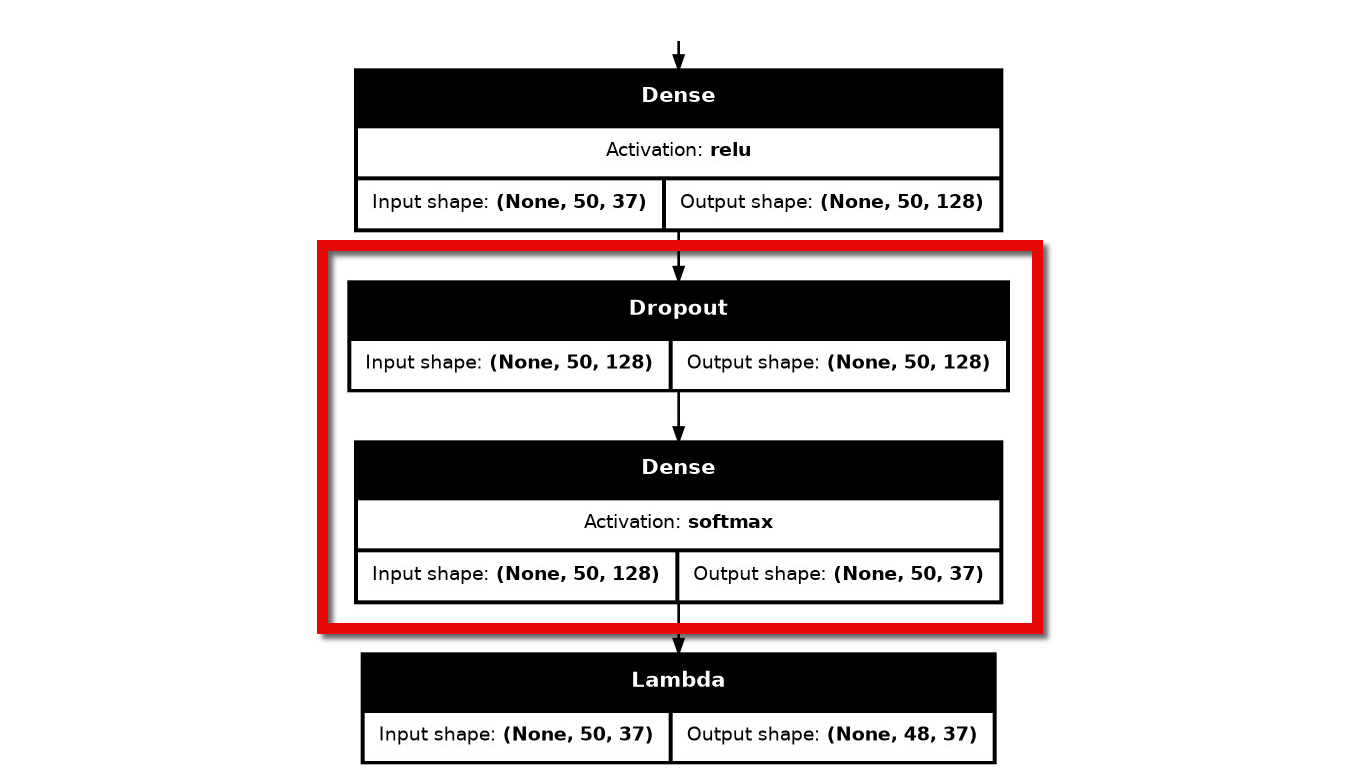 Dense
Activation: relu
Input shape: (None, 50, 37) Output shape: (None, 50, 128)
Dropout
Input shape: (None, 50, 128) Output shape: (None, 50, 128)
Dense
Activation: softmax
Input shape: (None, 50, 128) Output shape: (None, 50, 37)
Lambda
Input shape: (None, 50, 37) Output shape: (None, 48, 37)